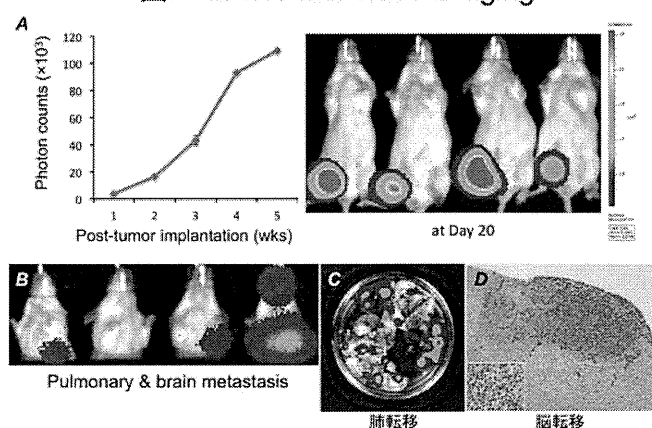 A
Photon counts (×10³)
120
100
80
60
40
20
0
1 2 3 4 5
Post-tumor implantation (wks)
at Day 20
B
C
D
Pulmonary & brain metastasis
肺転移
脳転移